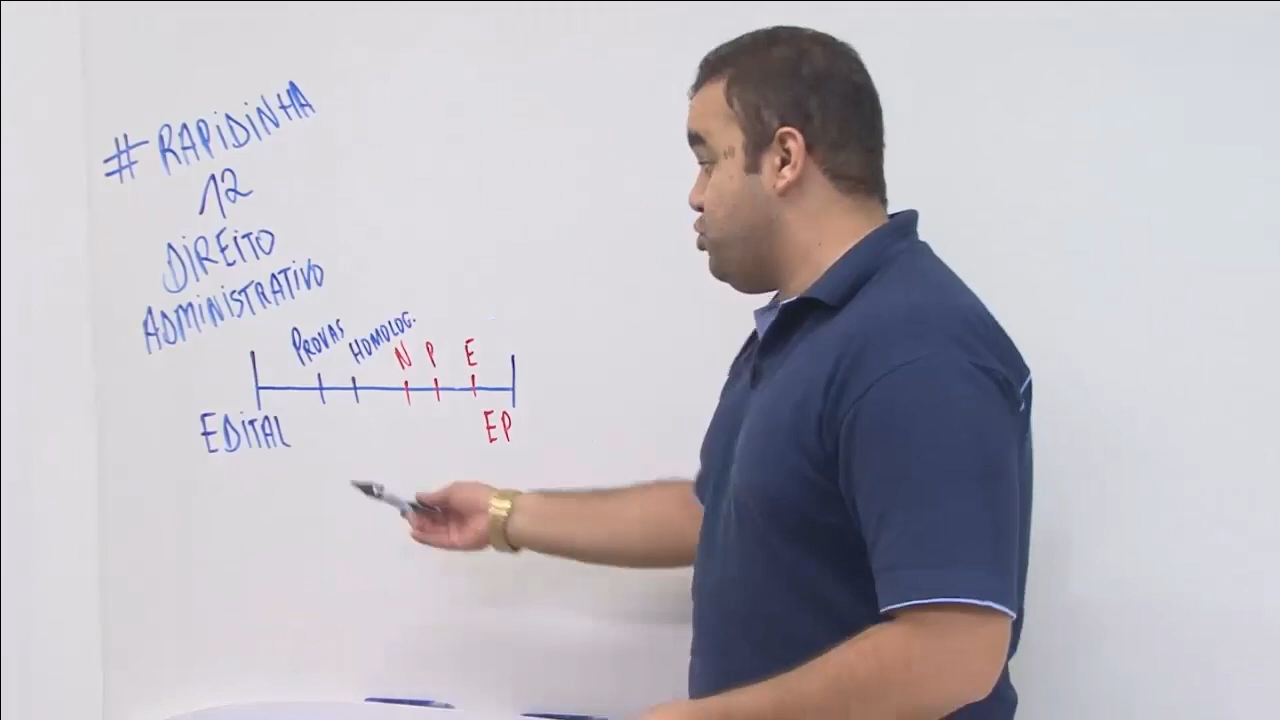 #RAPIDINHA
12
DIREITO
ADMINISTRATIVO
PROVAS HOMOLOG. N P E
EDITAL EP